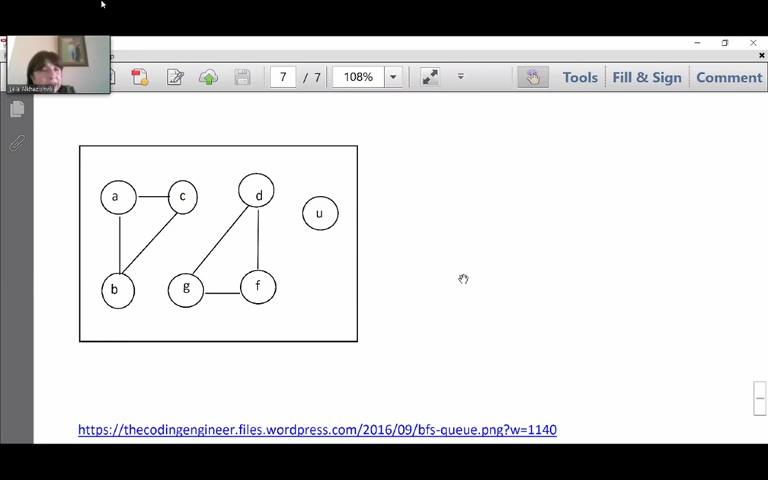 7 / 7 108% Tools Fill & Sign Comment
a c d u
b g f
https://thecodingengineer.files.wordpress.com/2016/09/bfs-queue.png?w=1140